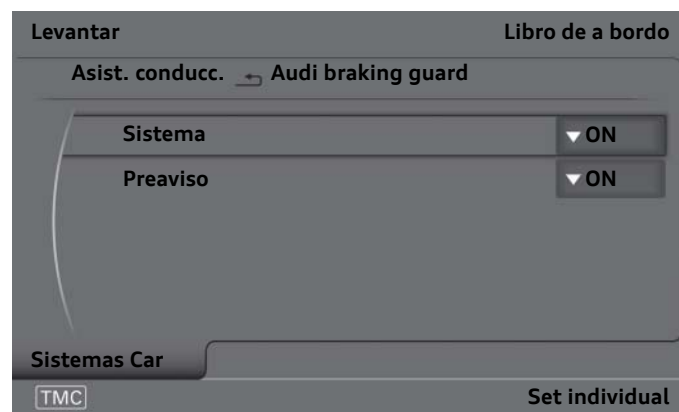 Levantar Libro de a bordo
Asist. conducc. Audi braking guard
Sistema ON
Preaviso ON
Sistemas Car
TMC Set individual